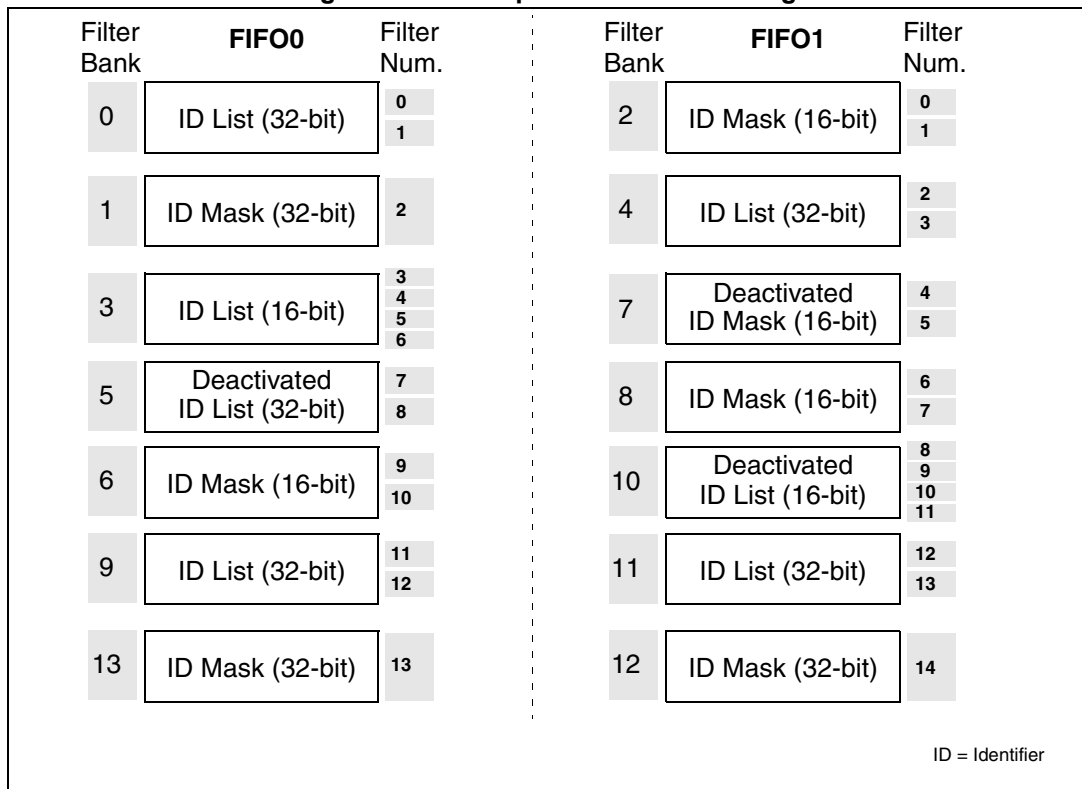 Filter Bank
FIFO0
Filter Num.
0
ID List (32-bit)
0
1
1
ID Mask (32-bit)
2
3
ID List (16-bit)
3
4
5
6
5
Deactivated
ID List (32-bit)
7
8
6
ID Mask (16-bit)
9
10
9
ID List (32-bit)
11
12
13
ID Mask (32-bit)
13
Filter Bank
FIFO1
Filter Num.
2
ID Mask (16-bit)
0
1
4
ID List (32-bit)
2
3
7
Deactivated
ID Mask (16-bit)
4
5
8
ID Mask (16-bit)
6
7
10
Deactivated
ID List (16-bit)
8
9
10
11
11
ID List (32-bit)
12
13
12
ID Mask (32-bit)
14
ID = Identifier